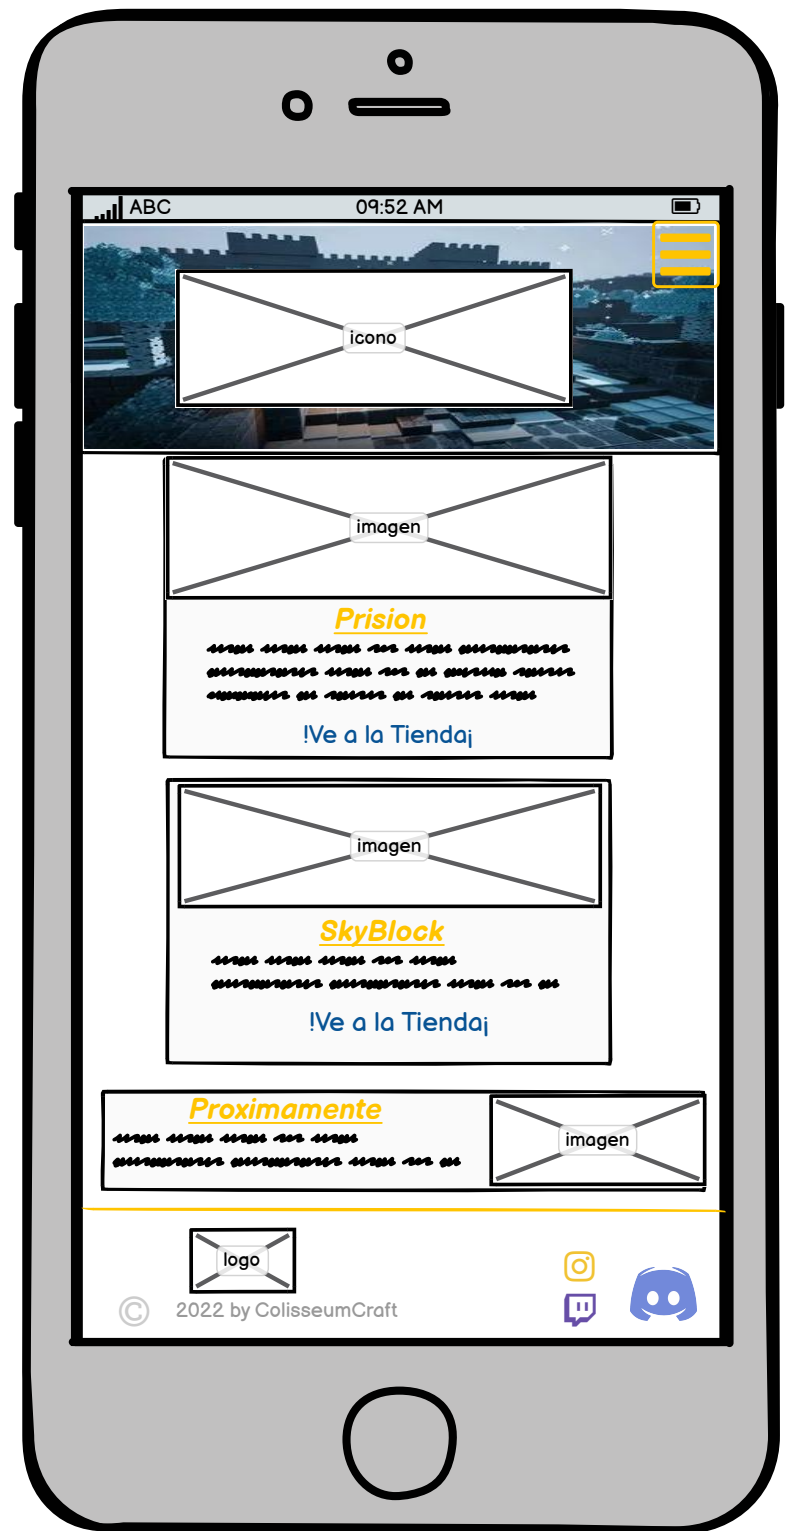 ABC 09:52 AM
icono
imagen
Prision
!Ve a la Tienda¡
imagen
SkyBlock
!Ve a la Tienda¡
Proximamente
imagen
logo
© 2022 by ColisseumCraft